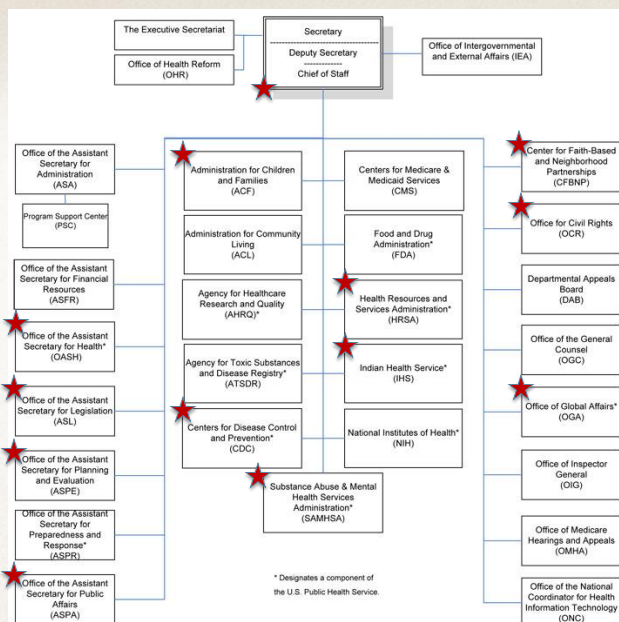 The Executive Secretariat
Office of Health Reform
(OHR)
Secretary
Deputy Secretary
Chief of Staff
Office of Intergovernmental
and External Affairs (IEA)
Office of the Assistant
Secretary for
Administration
(ASA)
Program Support Center
(PSC)
Office of the Assistant
Secretary for Financial
Resources
(ASFR)
Office of the Assistant
Secretary for Health*
(OASH)
Office of the Assistant
Secretary for Legislation
(ASL)
Office of the Assistant
Secretary for Planning
and Evaluation
(ASPE)
Office of the Assistant
Secretary for
Preparedness and
Response*
(ASPR)
Office of the Assistant
Secretary for Public
Affairs
(ASPA)
Administration for Children
and Families
(ACF)
Administration for Community
Living
(ACL)
Agency for Healthcare
Research and Quality
(AHRQ)*
Agency for Toxic Substances
and Disease Registry*
(ATSDR)
Centers for Disease Control
and Prevention*
(CDC)
Centers for Medicare &
Medicaid Services
(CMS)
Food and Drug
Administration*
(FDA)
Health Resources and
Services Administration*
(HRSA)
Indian Health Service*
(IHS)
National Institutes of Health*
(NIH)
Substance Abuse & Mental
Health Services
Administration*
(SAMHSA)
* Designates a component of
the U.S. Public Health Service.
Center for Faith-Based
and Neighborhood
Partnerships
(CFBNP)
Office for Civil Rights
(OCR)
Departmental Appeals
Board
(DAB)
Office of the General
Counsel
(OGC)
Office of Global Affairs*
(OGA)
Office of Inspector
General
(OIG)
Office of Medicare
Hearings and Appeals
(OMHA)
Office of the National
Coordinator for Health
Information Technology
(ONC)